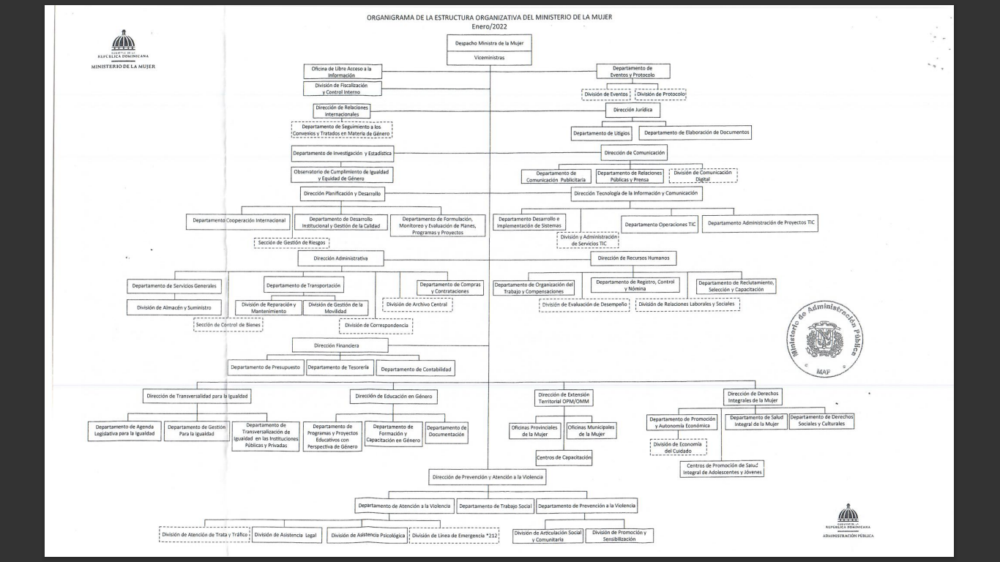 ORGANIGRAMA DE LA ESTRUCTURA ORGANIZATIVA DEL MINISTERIO DE LA MUJER
Enero/2022
GOBIERNO DE LA
REPÚBLICA DOMINICANA
MINISTERIO DE LA MUJER
Despacho Ministra de la Mujer
Viceministras
Oficina de Libre Acceso a la
Información
Departamento de
Eventos y Protocolo
División de Fiscalización
y Control Interno
División de Eventos
División de Protocolo
Dirección de Relaciones
Internacionales
Dirección Jurídica
Departamento de Seguimiento a los
Convenios y Tratados en Materia de Género
Departamento de Litigios
Departamento de Elaboración de Documentos
Departamento de Investigación y Estadística
Dirección de Comunicación
Observatorio de Cumplimiento de Igualdad
y Equidad de Género
Departamento de
Comunicación Publicitaria
Departamento de Relaciones
Públicas y Prensa
División de Comunicación
Digital
Dirección Planificación y Desarrollo
Dirección Tecnología de la Información y Comunicación
Departamento Cooperación Internacional
Departamento de Desarrollo
Institucional y Gestión de la Calidad
Departamento de Formulación,
Monitoreo y Evaluación de Planes,
Programas y Proyectos
Departamento Desarrollo e
Implementación de Sistemas
Departamento Operaciones TIC
Departamento Administración de Proyectos TIC
Sección de Gestión de Riesgos
División y Administración
de Servicios TIC
Dirección Administrativa
Dirección de Recursos Humanos
Departamento de Servicios Generales
Departamento de Transportación
Departamento de Compras
y Contrataciones
Departamento de Organización del
Trabajo y Compensaciones
Departamento de Registro, Control
y Nómina
Departamento de Reclutamiento,
Selección y Capacitación
División de Almacén y Suministro
División de Reparación y
Mantenimiento
División de Gestión de la
Movilidad
División de Archivo Central
División de Evaluación de Desempeño
División de Relaciones Laborales y Sociales
Sección de Control de Bienes
División de Correspondencia
Ministerio de Administración Pública
MAP
Dirección Financiera
Departamento de Presupuesto
Departamento de Tesorería
Departamento de Contabilidad
Dirección de Transversalidad para la Igualdad
Dirección de Educación en Género
Dirección de Extensión
Territorial OPM/OMM
Dirección de Derechos
Integrales de la Mujer
Departamento de Agenda
Legislativa para la Igualdad
Departamento de Gestión
Para la Igualdad
Departamento de
Transversalización de
Igualdad en las Instituciones
Públicas y Privadas
Departamento de
Programas y Proyectos
Educativos con
Perspectiva de Género
Departamento de
Formación y
Capacitación en Género
Departamento de
Documentación
Oficinas Provinciales
de la Mujer
Oficinas Municipales
de la Mujer
Departamento de Promoción
y Autonomía Económica
Departamento de Salud
Integral de la Mujer
Departamento de Derechos
Sociales y Culturales
División de Economía
del Cuidado
Centros de Capacitación
Centros de Promoción de Salud
Integral de Adolescentes y Jóvenes
Dirección de Prevención y Atención a la Violencia
Departamento de Atención a la Violencia
Departamento de Trabajo Social
Departamento de Prevención a la Violencia
División de Atención de Trata y Tráfico
División de Asistencia Legal
División de Asistencia Psicológica
División de Línea de Emergencia *212
División de Articulación Social
y Comunitaria
División de Promoción y
Sensibilización
GOBIERNO DE LA
REPÚBLICA DOMINICANA
ADMINISTRACIÓN PÚBLICA